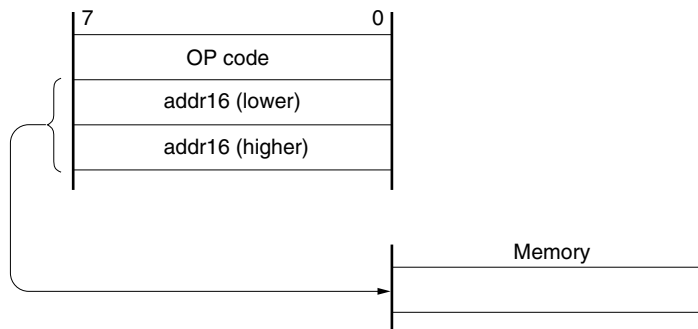 7 0
OP code
addr16 (lower)
addr16 (higher)
Memory